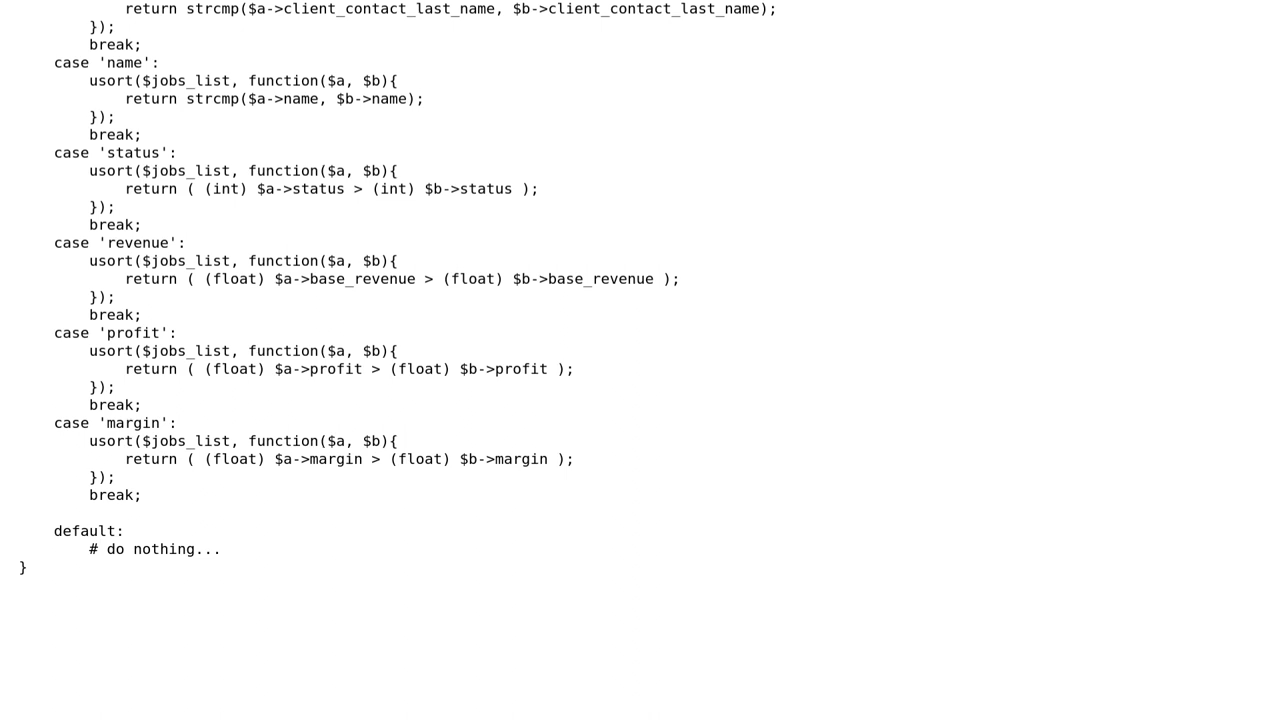 return strcmp($a->client_contact_last_name, $b->client_contact_last_name);
        });
        break;
    case 'name':
        usort($jobs_list, function($a, $b){
            return strcmp($a->name, $b->name);
        });
        break;
    case 'status':
        usort($jobs_list, function($a, $b){
            return ( (int) $a->status > (int) $b->status );
        });
        break;
    case 'revenue':
        usort($jobs_list, function($a, $b){
            return ( (float) $a->base_revenue > (float) $b->base_revenue );
        });
        break;
    case 'profit':
        usort($jobs_list, function($a, $b){
            return ( (float) $a->profit > (float) $b->profit );
        });
        break;
    case 'margin':
        usort($jobs_list, function($a, $b){
            return ( (float) $a->margin > (float) $b->margin );
        });
        break;

    default:
        # do nothing...
}